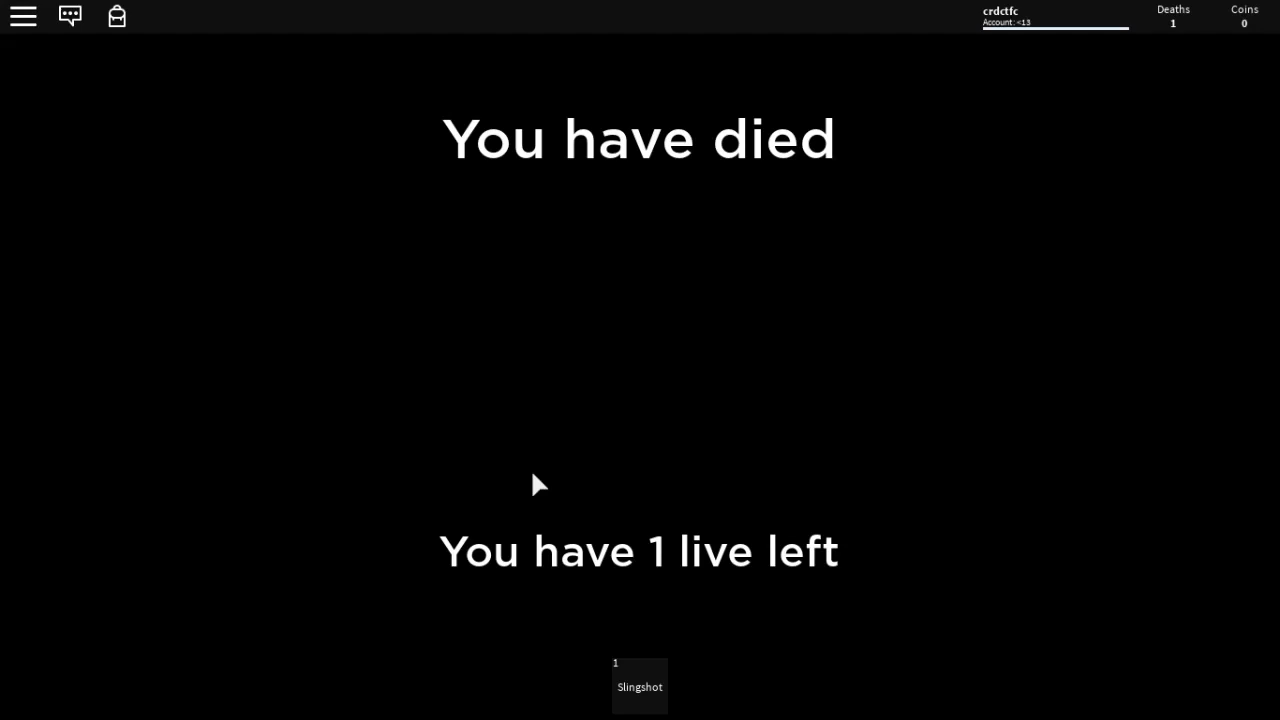 crdctfc
Account: <13
Deaths
1
Coins
0
You have died
You have 1 live left
1
Slingshot